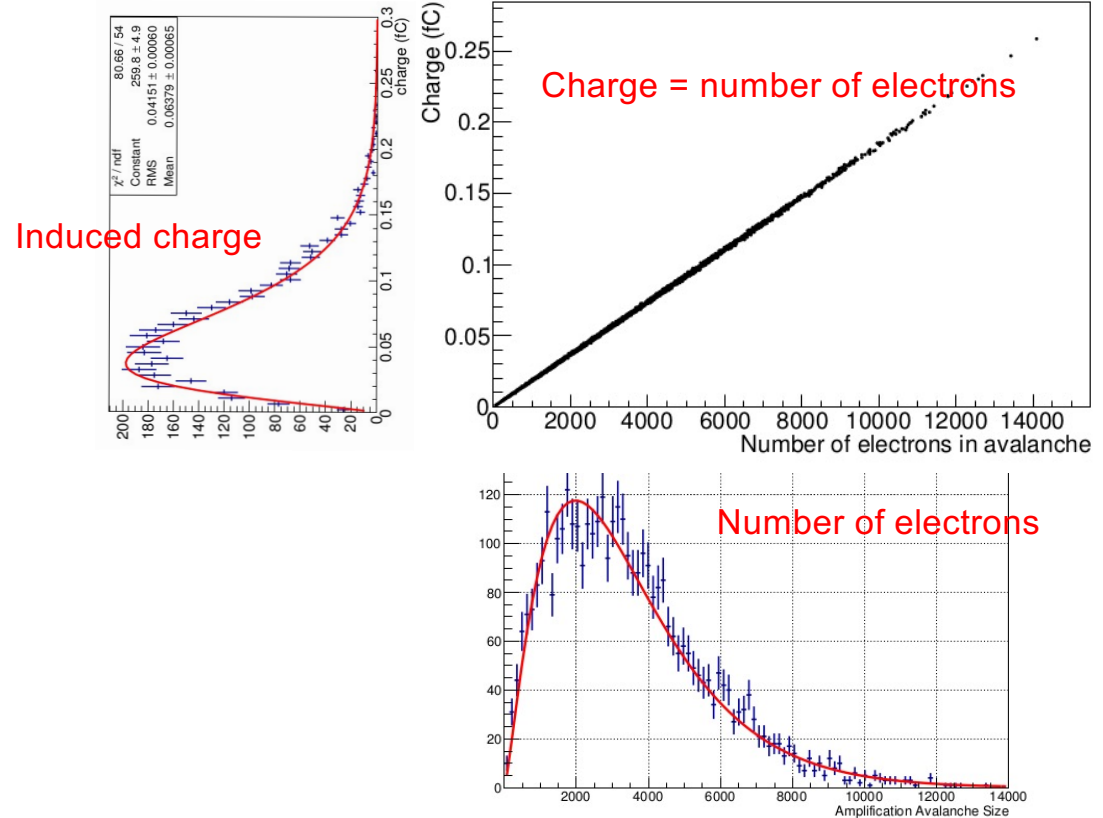 χ² / ndf 80.66 / 54
Constant 259.8 ± 4.9
RMS 0.04151 ± 0.00060
Mean 0.06379 ± 0.00065
Induced charge
0 0.05 0.1 0.15 0.2 0.25 0.3
charge (fC)
200 180 160 140 120 100 80 60 40 20 0
Charge (fC)
0.25
0.2
0.15
0.1
0.05
0
Charge = number of electrons
0 2000 4000 6000 8000 10000 12000 14000
Number of electrons in avalanche
Number of electrons
120
100
80
60
40
20
0
2000 4000 6000 8000 10000 12000 14000
Amplification Avalanche Size